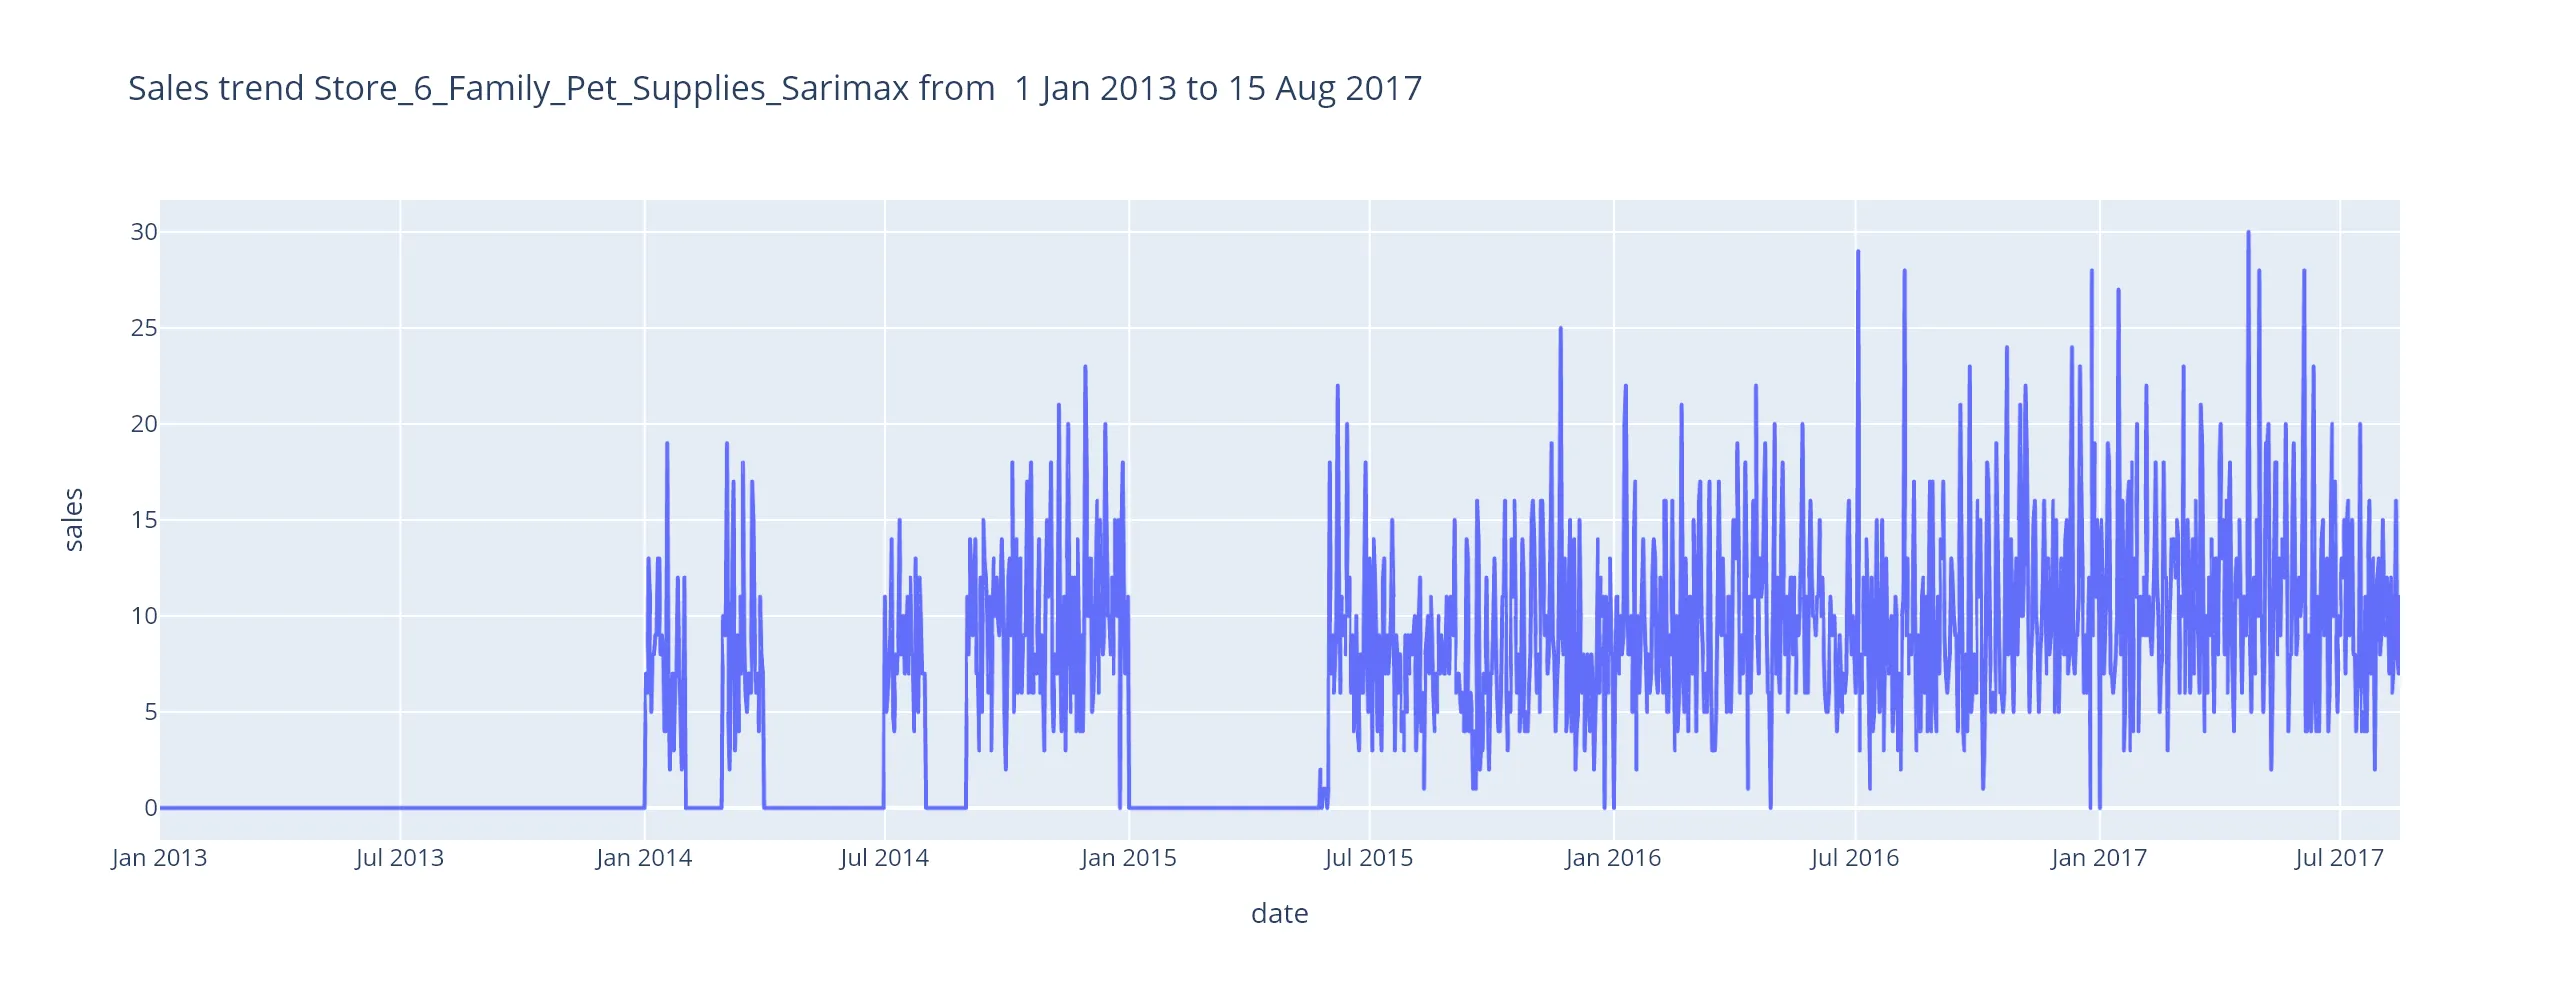 Sales trend Store_6_Family_Pet_Supplies_Sarimax from  1 Jan 2013 to 15 Aug 2017
30
25
20
15
10
5
0
sales
Jan 2013 Jul 2013 Jan 2014 Jul 2014 Jan 2015 Jul 2015 Jan 2016 Jul 2016 Jan 2017 Jul 2017
date